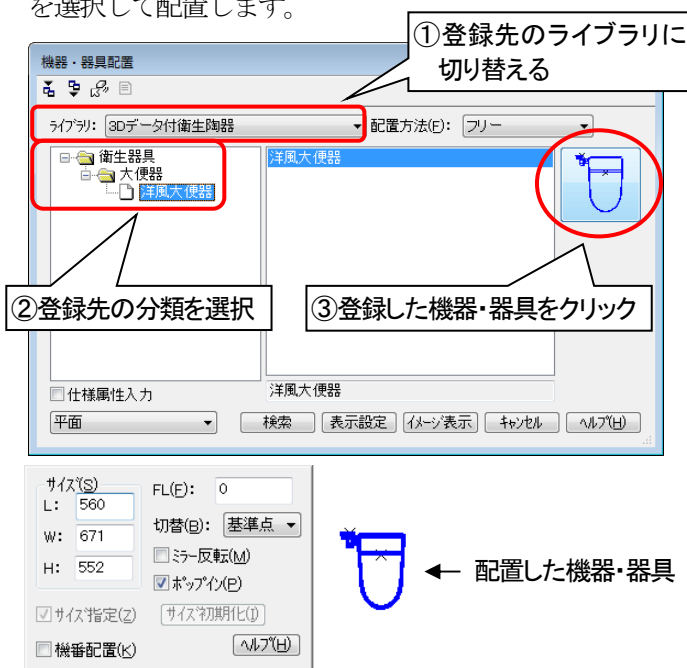 を選択して配置します。
①登録先のライブラリに
切り替える
機器・器具配置
ライブラリ: 3Dデータ付衛生陶器
配置方法(F): フリー
衛生器具
大便器
洋風大便器
洋風大便器
②登録先の分類を選択
③登録した機器・器具をクリック
仕様属性入力
洋風大便器
平面
検索 表示設定 イメージ表示 キャンセル ヘルプ(H)
サイズ(S)
L: 560
W: 671
H: 552
FL(E): 0
切替(B): 基準点
ミラー反転(M)
ポップイン(P)
サイズ指定(Z) サイズ初期化(I)
機番配置(K) ヘルプ(H)
← 配置した機器・器具